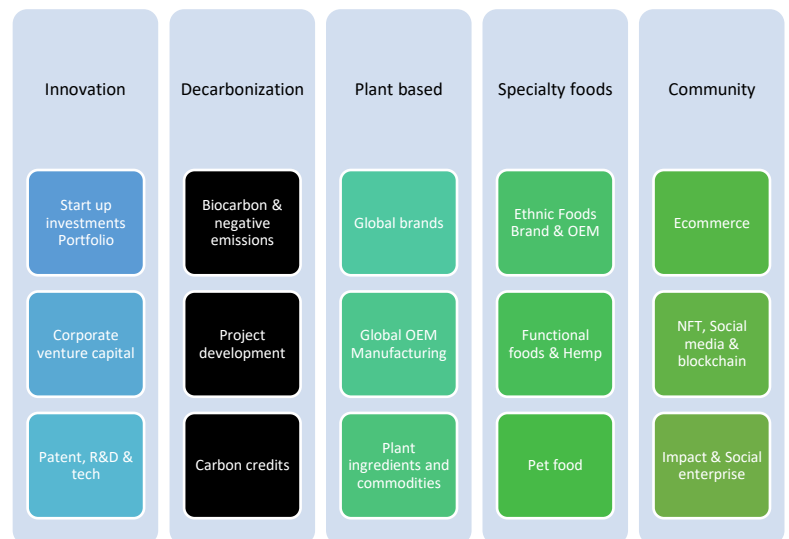 Innovation
Decarbonization
Plant based
Specialty foods
Community
Start up
investments
Portfolio
Biocarbon &
negative
emissions
Global brands
Ethnic Foods
Brand & OEM
Ecommerce
Corporate
venture capital
Project
development
Global OEM
Manufacturing
Functional
foods & Hemp
NFT, Social
media &
blockchain
Patent, R&D &
tech
Carbon credits
Plant
ingredients and
commodities
Pet food
Impact & Social
enterprise